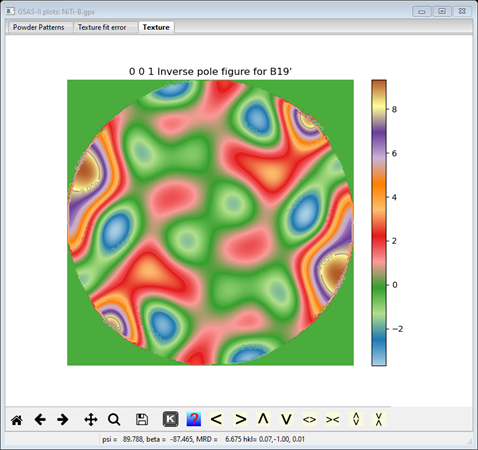 GSAS-II plots: NiTi-B.gpx
Powder Patterns Texture fit error Texture
0 0 1 Inverse pole figure for B19'
8
6
4
2
0
−2
K ?
psi = 89.788, beta = -87.465, MRD = 6.675 hkl= 0.07,-1.00, 0.01